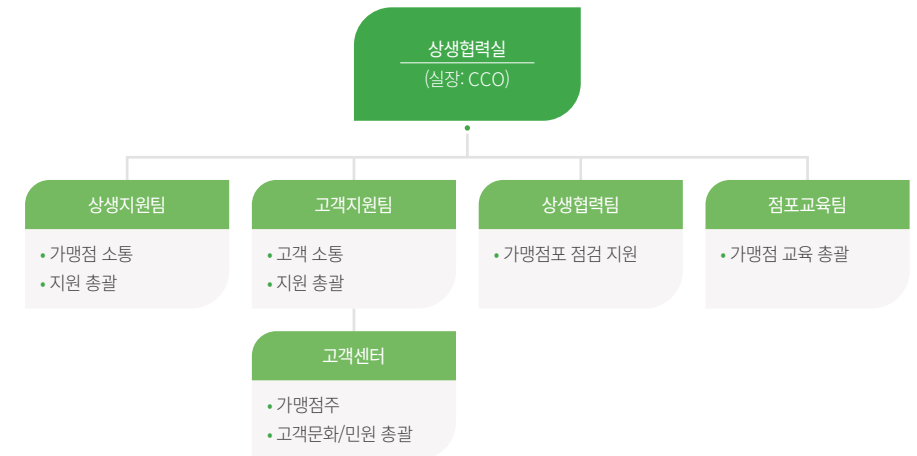 상생협력실
(실장: CCO)
상생지원팀
• 가맹점 소통
• 지원 총괄
고객지원팀
• 고객 소통
• 지원 총괄
고객센터
• 가맹점주
• 고객문화/민원 총괄
상생협력팀
• 가맹점포 점검 지원
점포교육팀
• 가맹점 교육 총괄